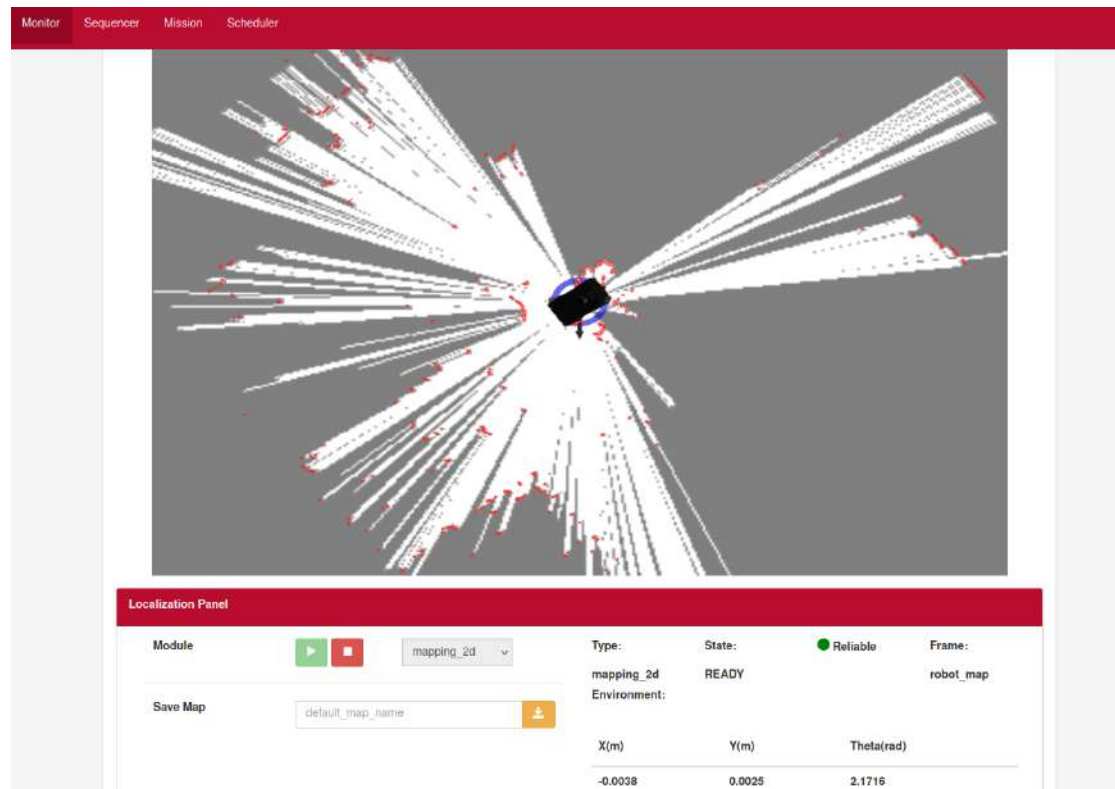 Monitor Sequencer Mission Scheduler
Localization Panel
Module
mapping_2d
Save Map
default_map_name
Type: State: Reliable Frame:
mapping_2d READY robot_map
Environment:
X(m) Y(m) Theta(rad)
-0.0038 0.0025 2.1716